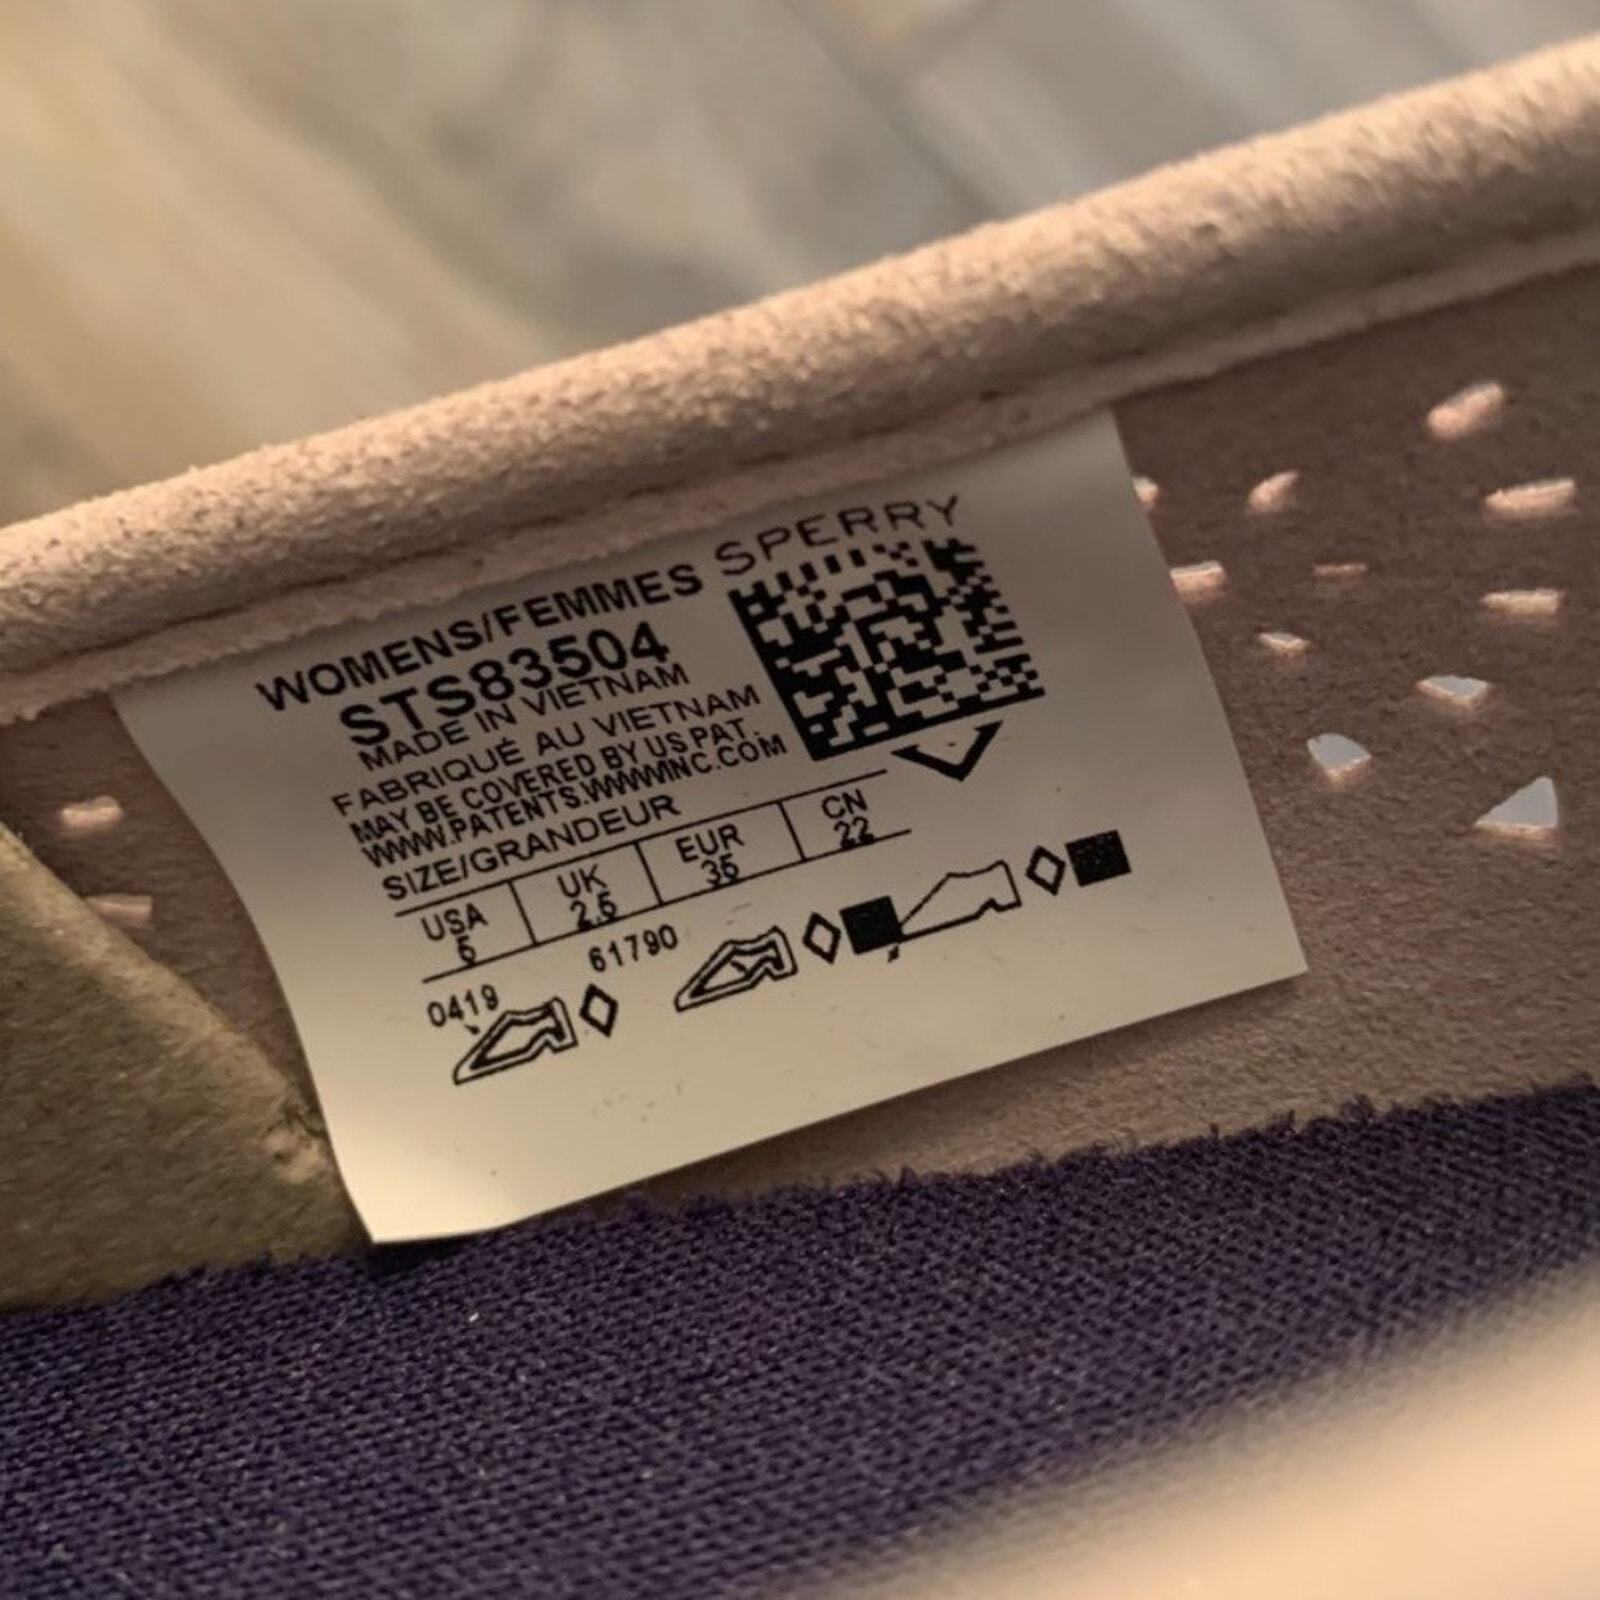 WOMENS/FEMMES SPERRY
STS83504
MADE IN VIETNAM
FABRIQUÉ AU VIETNAM
MAY BE COVERED BY US PAT.
WWW.PATENTS.WWWINC.COM
SIZE/GRANDEUR
USA UK EUR CN
5 2.5 35 22
0419 61790